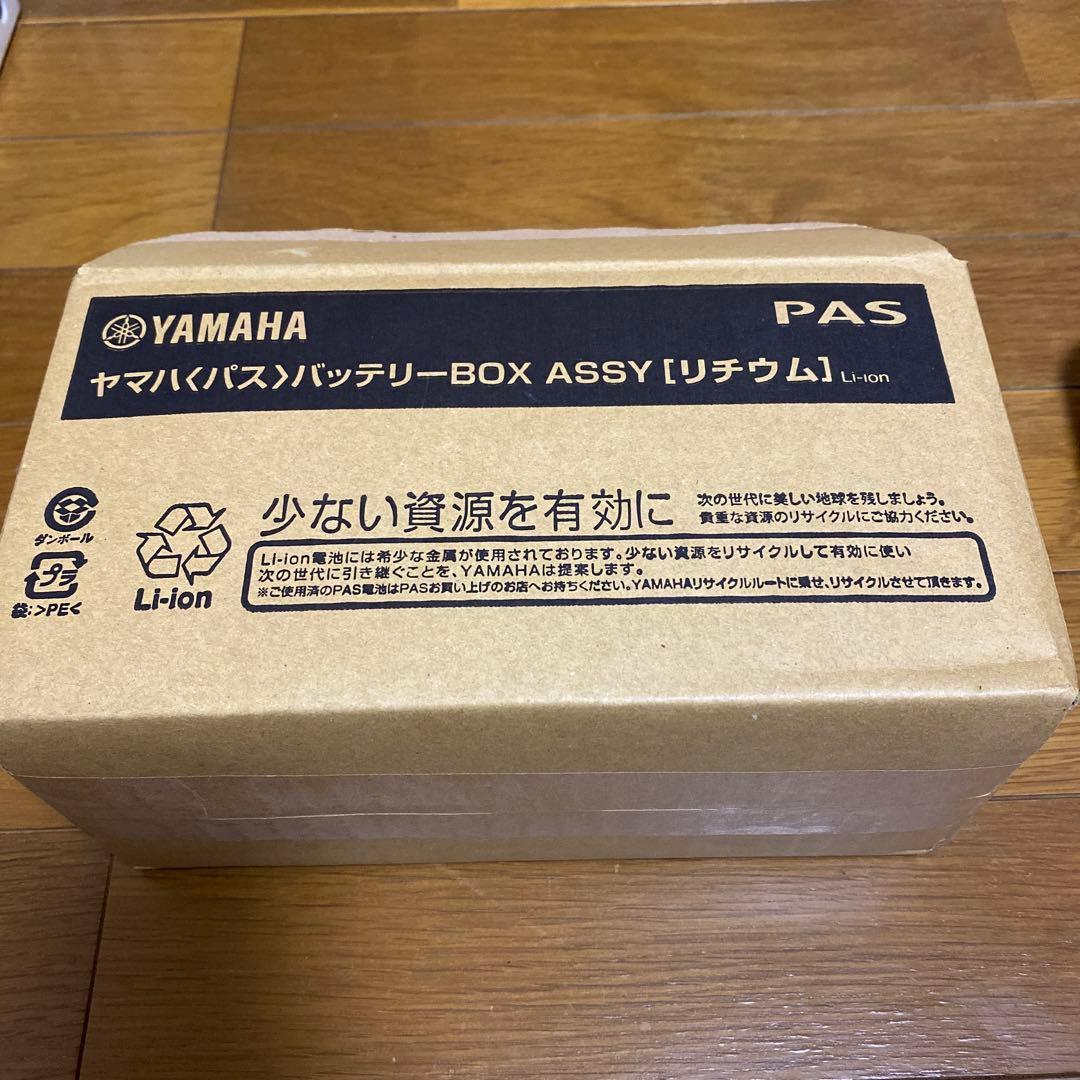 YAMAHA
PAS
ヤマハ〈パス〉バッテリーBOX ASSY［リチウム］Li-ion
少ない資源を有効に
次の世代に美しい地球を残しましょう。
貴重な資源のリサイクルにご協力ください。
ダンボール
プラ
袋:>PE<
Li-ion
Li-ion電池には希少な金属が使用されております。少ない資源をリサイクルして有効に使い
次の世代に引き継ぐことを、YAMAHAは提案します。
※ご使用済のPAS電池はPASお買い上げのお店へお持ちください。YAMAHAリサイクルルートに乗せ、リサイクルさせて頂きます。